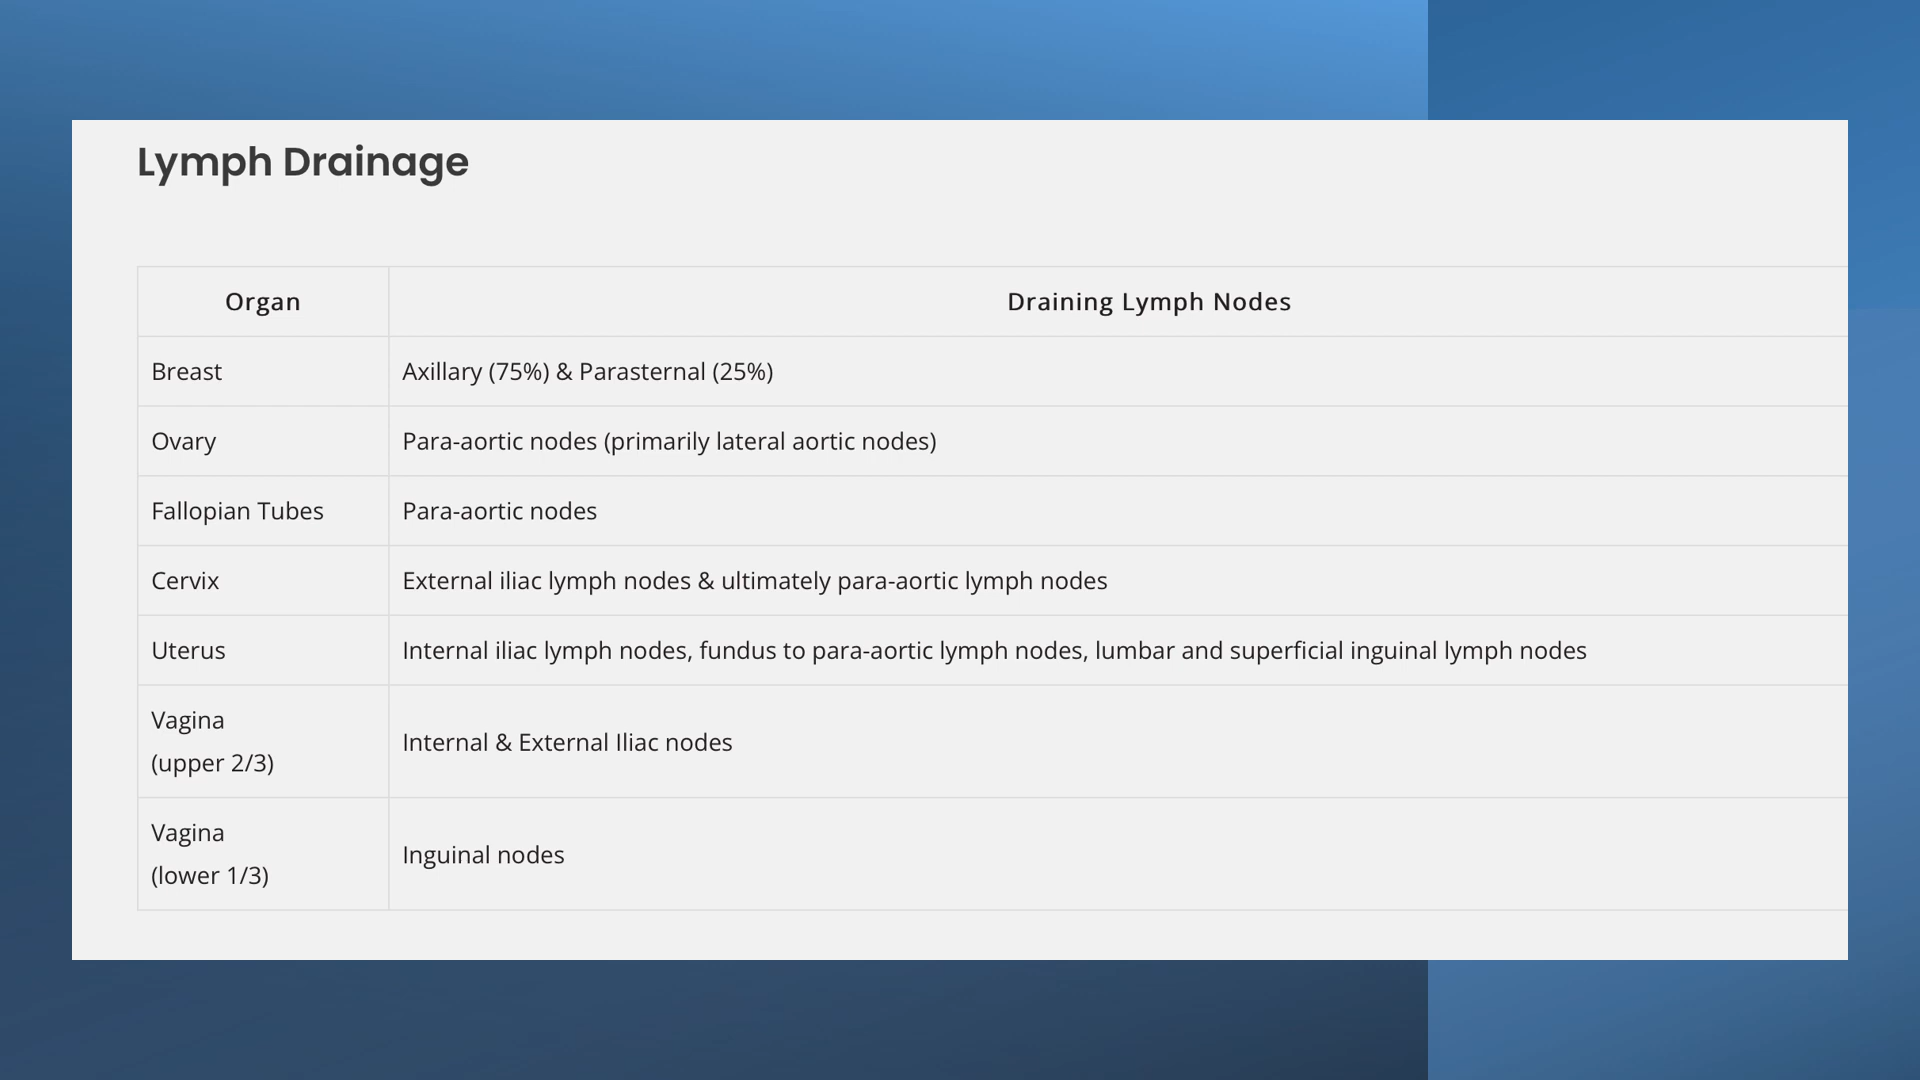 Lymph Drainage
Organ
Draining Lymph Nodes
Breast
Axillary (75%) & Parasternal (25%)
Ovary
Para-aortic nodes (primarily lateral aortic nodes)
Fallopian Tubes
Para-aortic nodes
Cervix
External iliac lymph nodes & ultimately para-aortic lymph nodes
Uterus
Internal iliac lymph nodes, fundus to para-aortic lymph nodes, lumbar and superficial inguinal lymph nodes
Vagina
(upper 2/3)
Internal & External Iliac nodes
Vagina
(lower 1/3)
Inguinal nodes